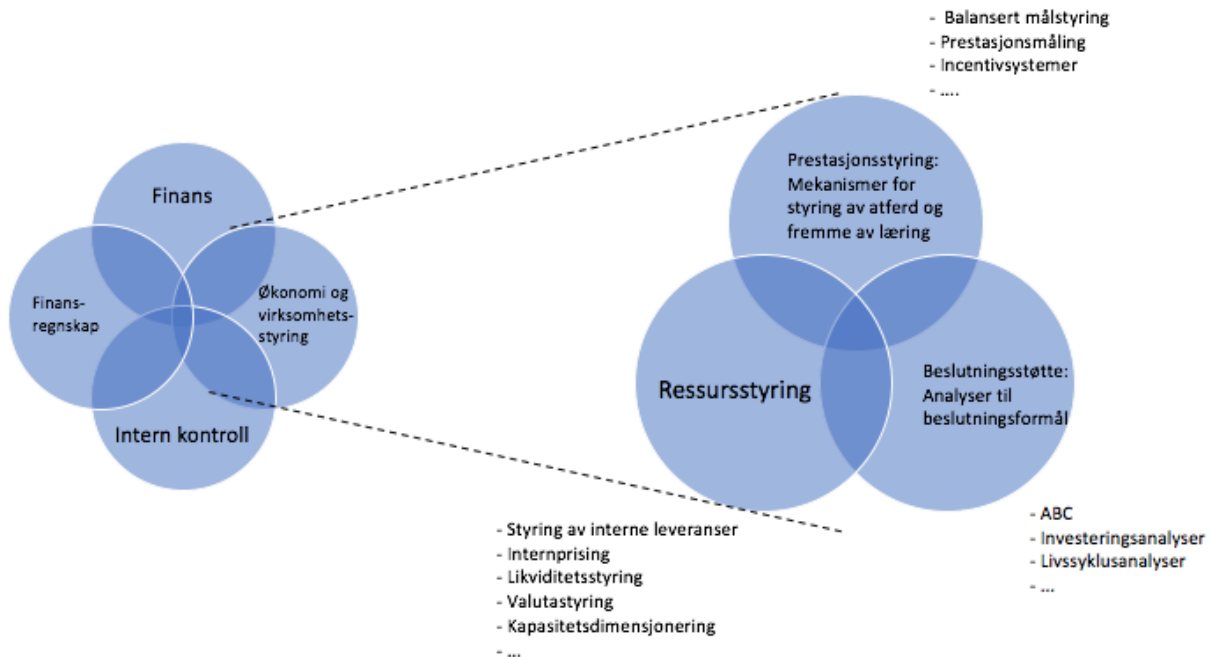 - Balansert målstyring
- Prestasjonsmåling
- Incentivsystemer
- ....
Finans
Finans-
regnskap
Økonomi og
virksomhets-
styring
Intern kontroll
Prestasjonsstyring:
Mekanismer for
styring av atferd og
fremme av læring
Ressursstyring
Beslutningsstøtte:
Analyser til
beslutningsformål
- Styring av interne leveranser
- Internprising
- Likviditetsstyring
- Valutastyring
- Kapasitetsdimensjonering
- ...
- ABC
- Investeringsanalyser
- Livssyklusanalyser
- ...